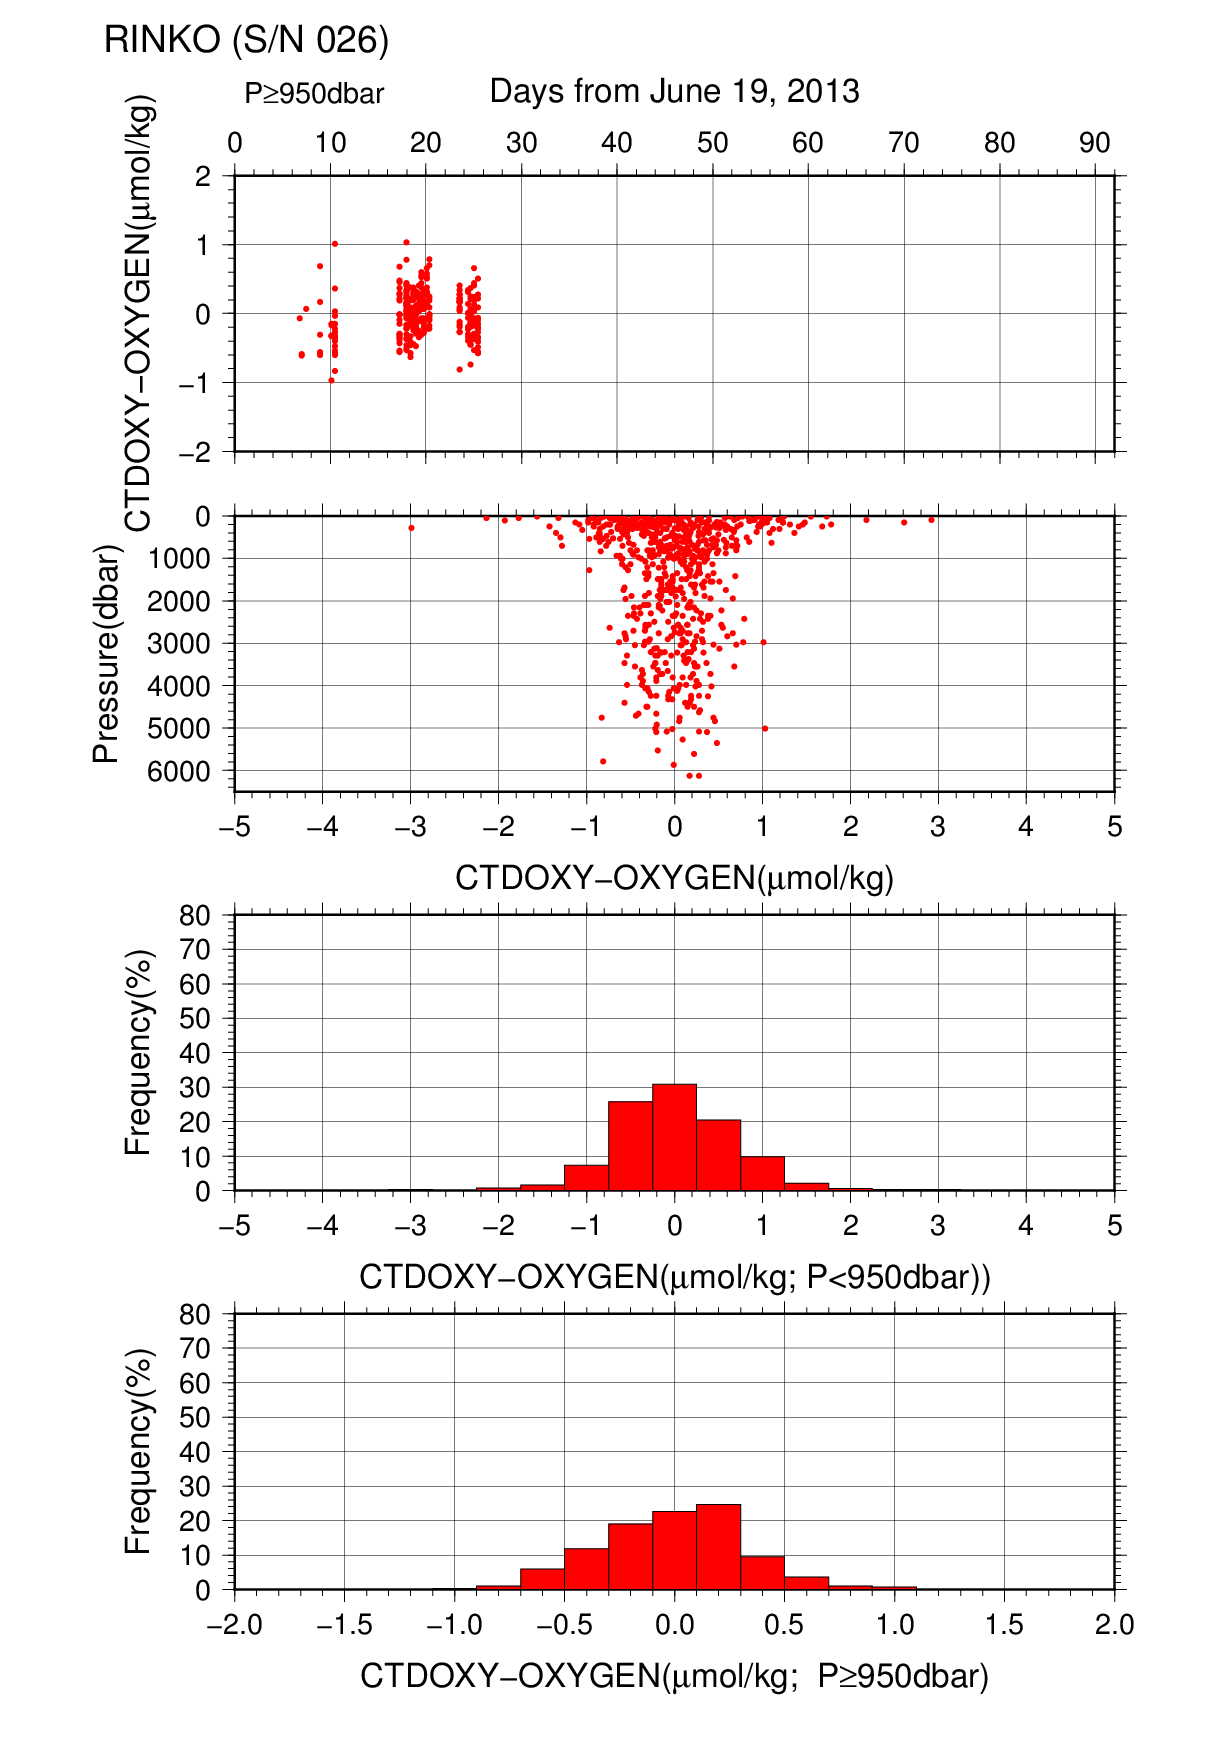 RINKO (S/N 026)
P≥950dbar
Days from June 19, 2013
0 10 20 30 40 50 60 70 80 90
CTDOXY−OXYGEN(μmol/kg)
2
1
0
−1
−2
Pressure(dbar)
0
1000
2000
3000
4000
5000
6000
−5 −4 −3 −2 −1 0 1 2 3 4 5
CTDOXY−OXYGEN(μmol/kg)
Frequency(%)
80
70
60
50
40
30
20
10
0
−5 −4 −3 −2 −1 0 1 2 3 4 5
CTDOXY−OXYGEN(μmol/kg; P<950dbar))
Frequency(%)
80
70
60
50
40
30
20
10
0
−2.0 −1.5 −1.0 −0.5 0.0 0.5 1.0 1.5 2.0
CTDOXY−OXYGEN(μmol/kg; P≥950dbar)